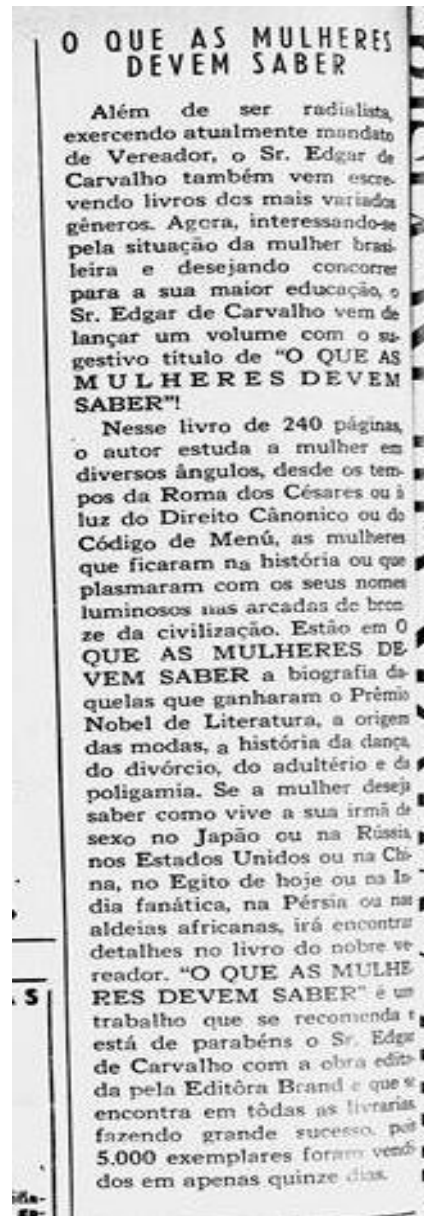 O QUE AS MULHERES
DEVEM SABER
Além de ser radialista,
exercendo atualmente mandato
de Vereador, o Sr. Edgar de
Carvalho também vem escre-
vendo livros dos mais variados
gêneros. Agora, interessando-se
pela situação da mulher brasi-
leira e desejando concorrer
para a sua maior educação, o
Sr. Edgar de Carvalho vem de
lançar um volume com o su-
gestivo título de "O QUE AS
MULHERES DEVEM
SABER"!
Nesse livro de 240 páginas,
o autor estuda a mulher em
diversos ângulos, desde os tem-
pos da Roma dos Césares ou à
luz do Direito Cânonico ou do
Código de Menú, as mulheres
que ficaram na história ou que
plasmaram com os seus nomes
luminosos nas arcadas de bron-
ze da civilização. Estão em O
QUE AS MULHERES DE
VEM SABER a biografia da-
quelas que ganharam o Prêmio
Nobel de Literatura, a origem
das modas, a história da dança,
do divórcio, do adultério e da
poligamia. Se a mulher deseja
saber como vive a sua irmã de
sexo no Japão ou na Rússia,
nos Estados Unidos ou na Chi-
na, no Egito de hoje ou na In-
dia fanática, na Pérsia ou nas
aldeias africanas, irá encontrar
detalhes no livro do nobre ve-
reador. "O QUE AS MULHE-
RES DEVEM SABER" é um
trabalho que se recomenda e
está de parabéns o Sr. Edgar
de Carvalho com a obra edita-
da pela Editôra Brand e que se
encontra em tôdas as livrarias
fazendo grande sucesso, pois
5.000 exemplares foram vendi-
dos em apenas quinze dias.